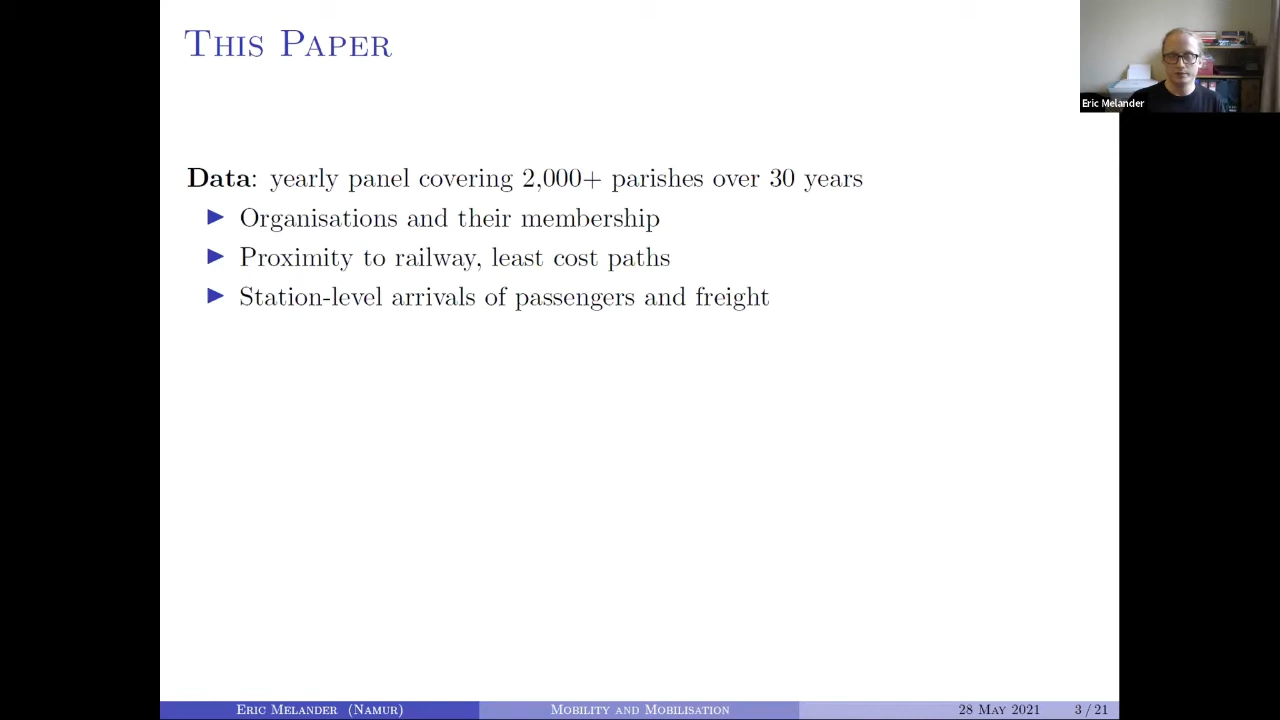 THIS PAPER
Eric Melander
Data: yearly panel covering 2,000+ parishes over 30 years
▶ Organisations and their membership
▶ Proximity to railway, least cost paths
▶ Station-level arrivals of passengers and freight
ERIC MELANDER (NAMUR)
MOBILITY AND MOBILISATION
28 MAY 2021
3 / 21